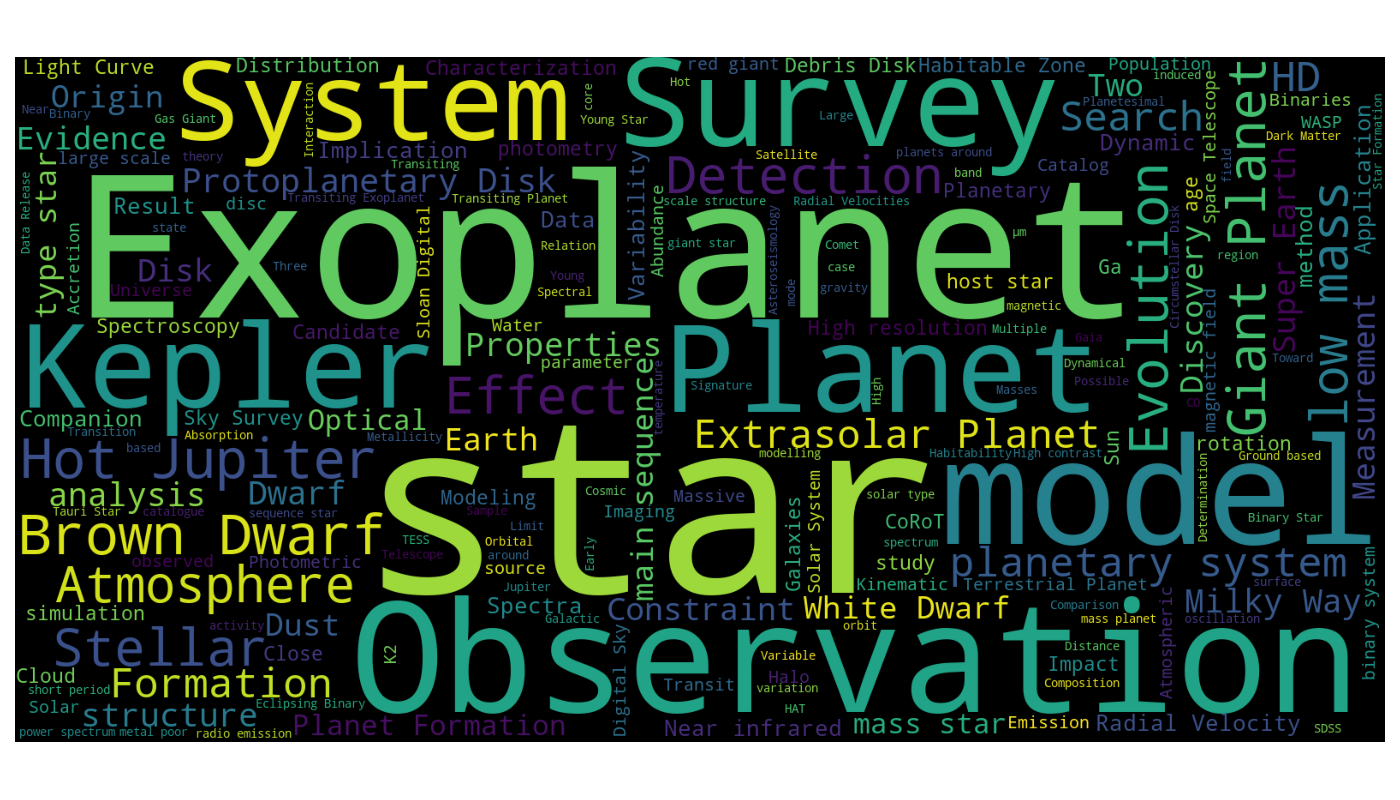 Light Curve
Distribution
Characterization
System
Survey
red giant
Debris Disk
Habitable Zone
Population
Hot
induced
Two
HD
Origin
Near
Binary
Gas Giant
Interaction
core
Young Star
Large
Planetesimal
Search
Space Telescope
Binaries
WASP
Dark Matter
Application
Star Formation
Evidence
large scale
theory
Implication
photometry
Transiting
Satellite
planets around
field
Catalog
Dynamic
Protoplanetary Disk
Detection
band
Planetary
Transiting Exoplanet
Transiting Planet
scale structure
Radial Velocities
Data Release
type star
Accretion
Result
disc
state
Exoplanet
Sloan Digital
Data
Variability
Abundance
Relation
giant star
Asteroseismology
mode
Comet
case
gravity
μm
host star
magnetic
Ga
Evolution
circumstellar Disk
Discovery
age
magnetic field
region
Giant Planet
Super Earth
method
low mass
Measurement
Disk
Universe
Three
Young
Spectral
Spectroscopy
Candidate
Water
High resolution
Multiple
Gaia
Toward
Kepler
Properties
parameter
Planet
Dynamical
Possible
Effect
Signature
High
Masses
CO
temperature
main sequence
Companion
Sky Survey
Optical
Transition
Absorption
Metallicity
based
Earth
Extrasolar Planet
Sun
rotation
modelling
Habitability
High contrast
Ground based
Hot Jupiter
star
model
analysis
Dwarf
Modeling
Cosmic
Massive
solar type
Tauri Star
catalogue
sequence star
Sample
Imaging
Galaxies
Solar System
CoRoT
Determination
Binary Star
Brown Dwarf
Limit
TESS
Orbital
Early
spectrum
observed
Photometric
Telescope
around
source
study
planetary system
Atmosphere
Jupiter
Kinematic
Terrestrial Planet
surface
simulation
Spectra
Constraint
White Dwarf
Comparison
Milky Way
activity
Galactic
orbit
mass planet
Atmospheric
oscillation
binary system
Stellar
Dust
Close
K2
Observation
Digital Sky
Variable
Distance
Impact
Cloud
Formation
Transit
Halo
Composition
short period
variation
Solar
structure
Eclipsing Binary
HAT
power spectrum
metal poor
radio emission
Planet Formation
Near infrared
mass star
Emission
Radial Velocity
SDSS